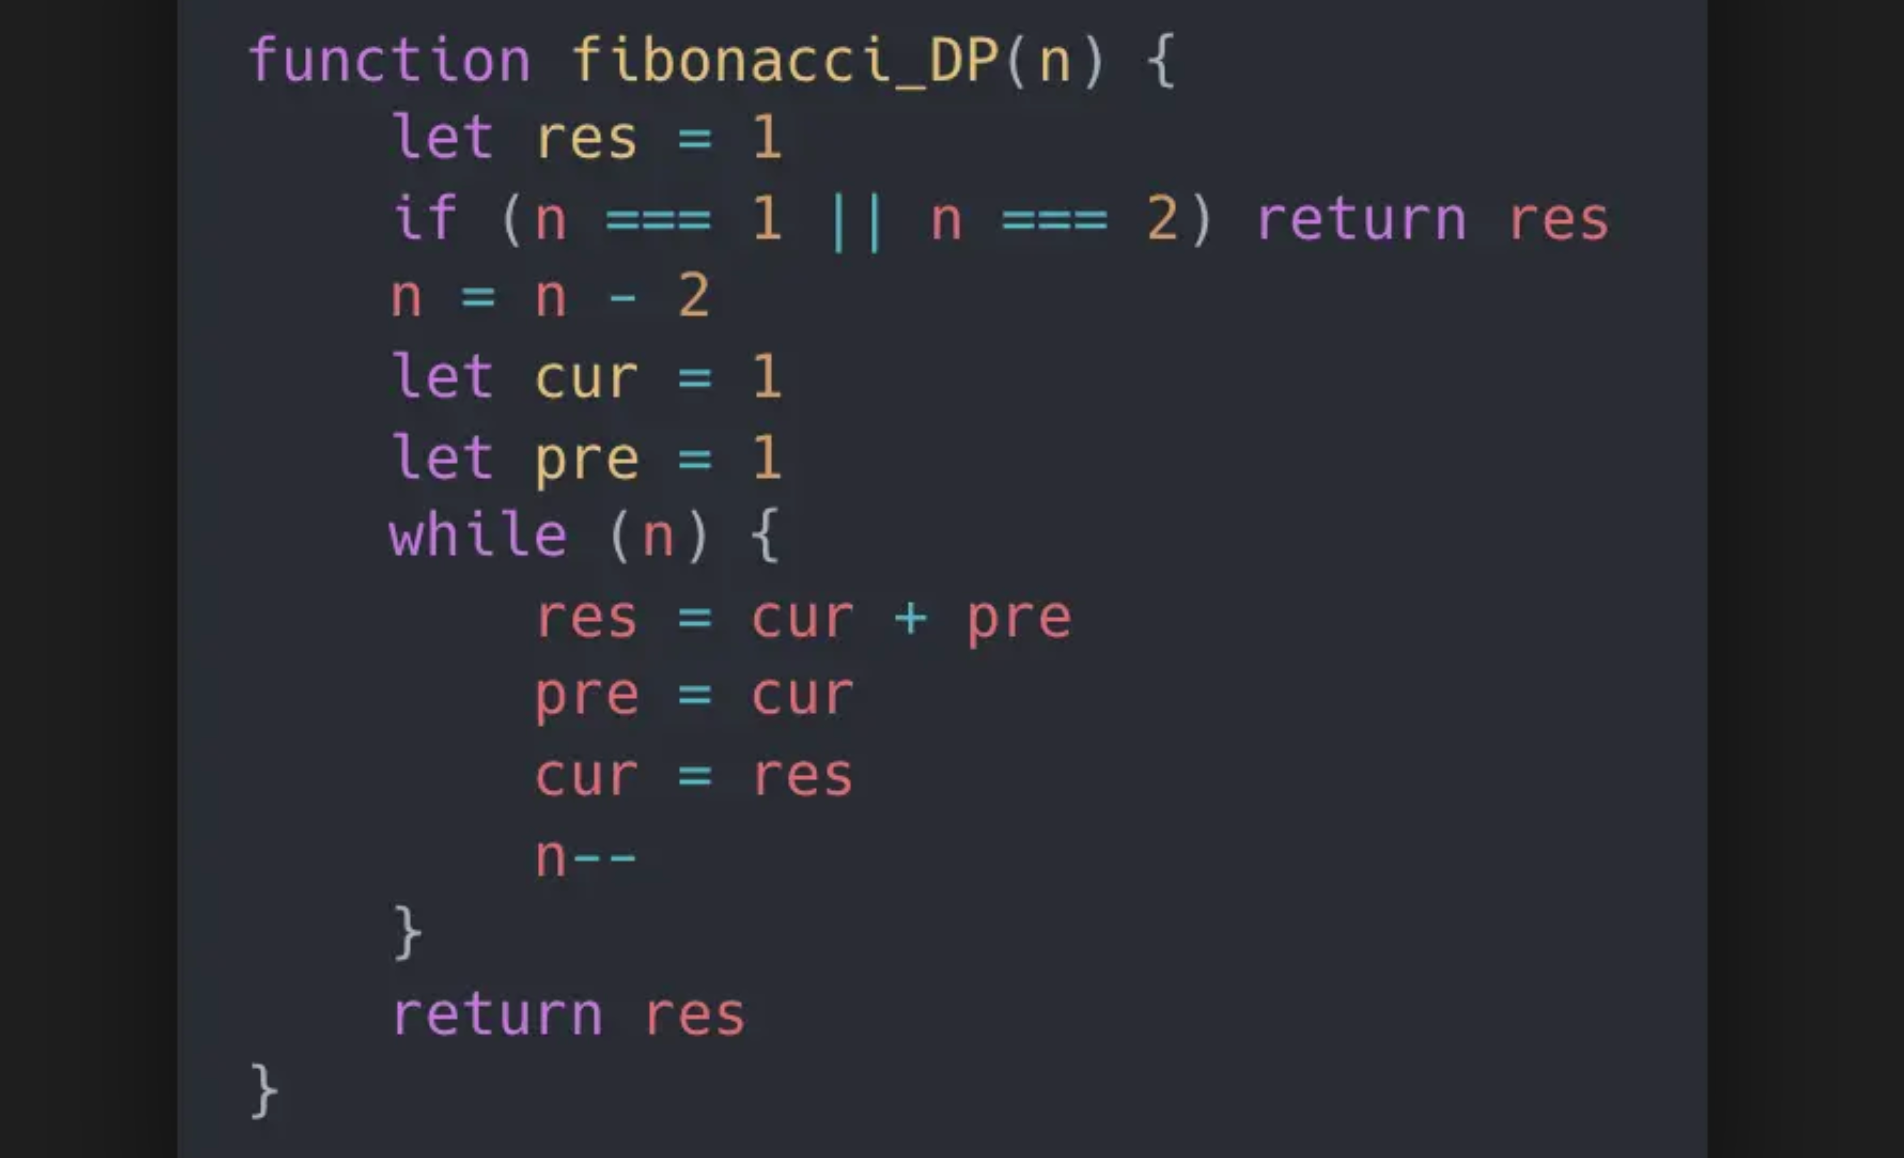 function fibonacci_DP(n) {
    let res = 1
    if (n === 1 || n === 2) return res
    n = n - 2
    let cur = 1
    let pre = 1
    while (n) {
        res = cur + pre
        pre = cur
        cur = res
        n--
    }
    return res
}